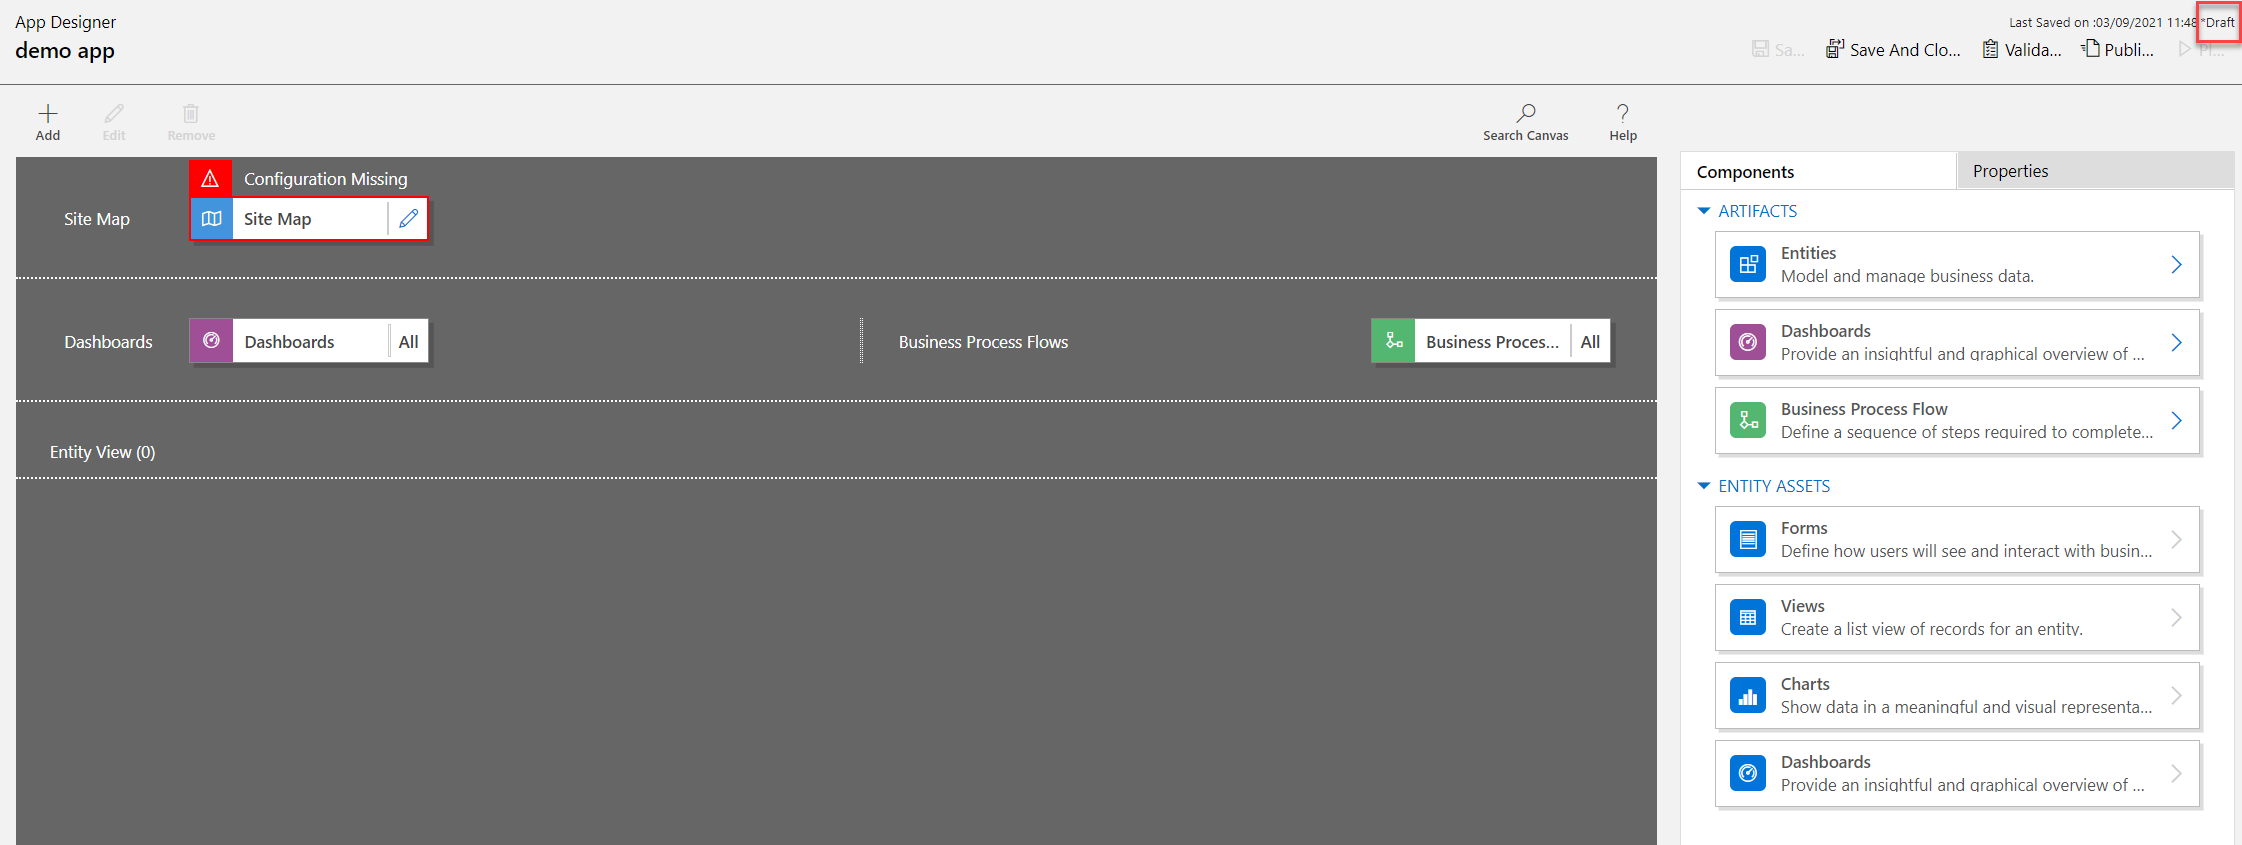 App Designer
demo app
Last Saved on :03/09/2021 11:48 *Draft
Sa...
Save And Clo...
Valida...
Publi...
Pl...
Add
Edit
Remove
Search Canvas
Help
Configuration Missing
Site Map
Site Map
Dashboards
Dashboards
All
Business Process Flows
Business Proces...
All
Entity View (0)
Components
Properties
ARTIFACTS
Entities
Model and manage business data.
Dashboards
Provide an insightful and graphical overview of ...
Business Process Flow
Define a sequence of steps required to complete...
ENTITY ASSETS
Forms
Define how users will see and interact with busin...
Views
Create a list view of records for an entity.
Charts
Show data in a meaningful and visual representa...
Dashboards
Provide an insightful and graphical overview of ...